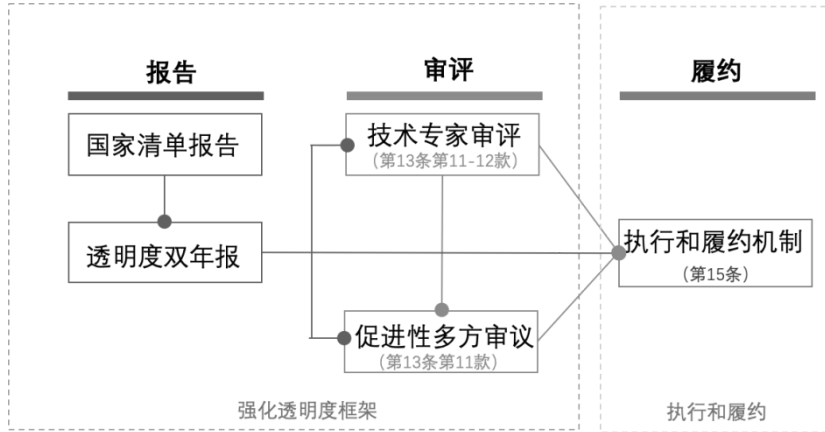 报告
审评
履约
国家清单报告
技术专家审评
（第13条第11-12款）
透明度双年报
执行和履约机制
（第15条）
促进性多方审议
（第13条第11款）
强化透明度框架
执行和履约